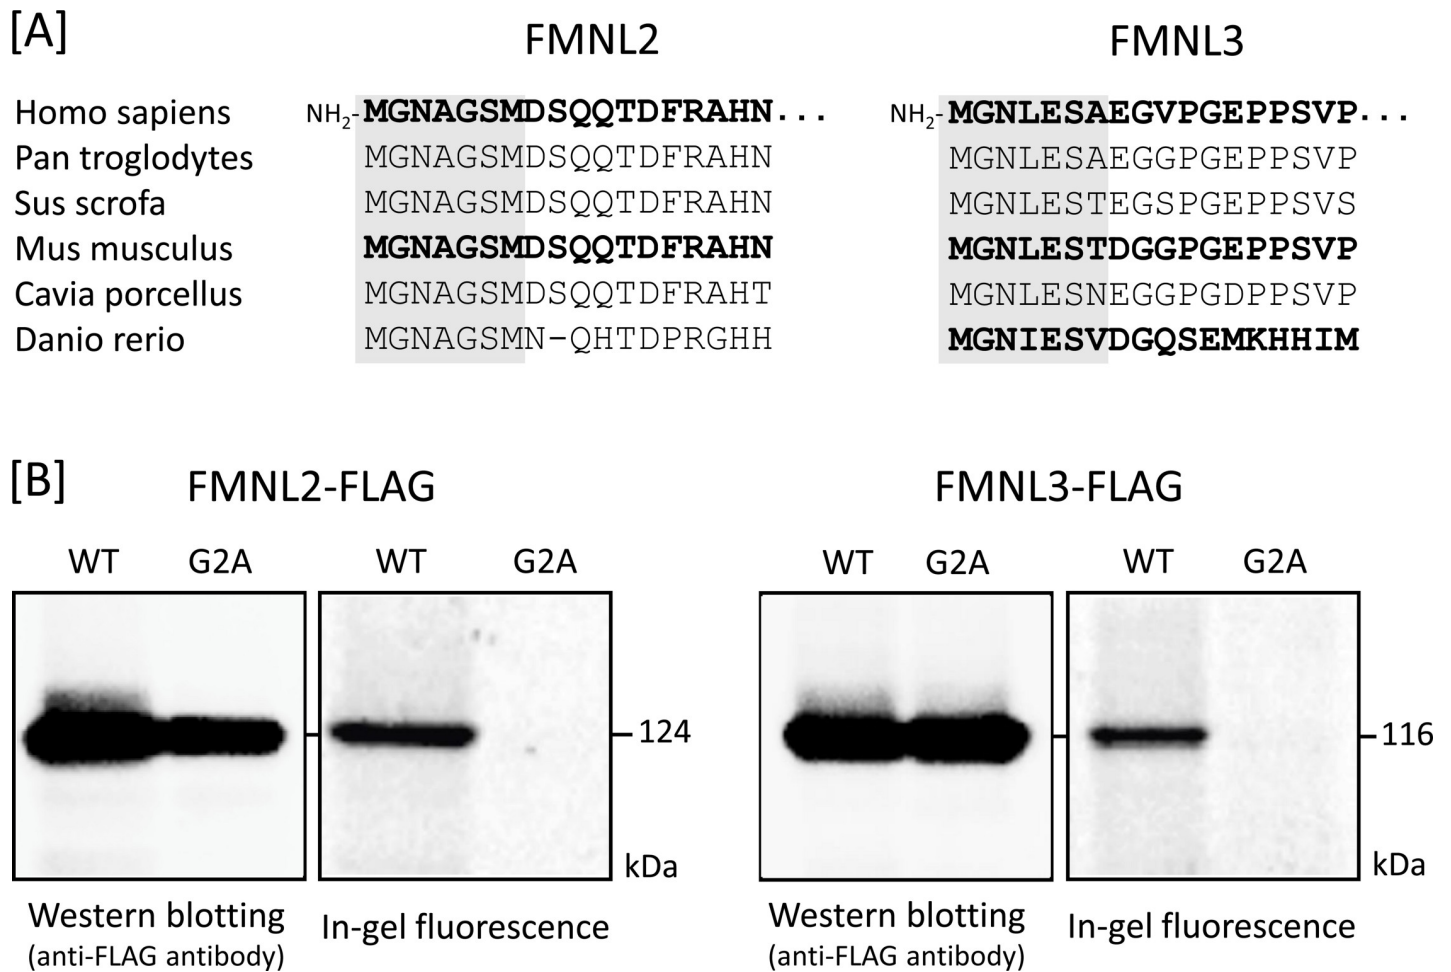 [A]
FMNL2 FMNL3
Homo sapiens NH2-MGNAGSMDSQQTDFRAHN... NH2-MGNLESAEGVPGEPPSVP...
Pan troglodytes MGNAGSMDSQQTDFRAHN MGNLESAEGGPGEPPSVP
Sus scrofa MGNAGSMDSQQTDFRAHN MGNLESTEGSPGEPPSVS
Mus musculus MGNAGSMDSQQTDFRAHN MGNLESTDGGPGEPPSVP
Cavia porcellus MGNAGSMDSQQTDFRAHT MGNLESNEGGPGDPPSVP
Danio rerio MGNAGSMN-QHTDPRGHH MGNIESVDGQSEMKHHIM
[B]
FMNL2-FLAG FMNL3-FLAG
WT G2A WT G2A WT G2A WT G2A
124 116
kDa kDa
Western blotting In-gel fluorescence Western blotting In-gel fluorescence
(anti-FLAG antibody) (anti-FLAG antibody)